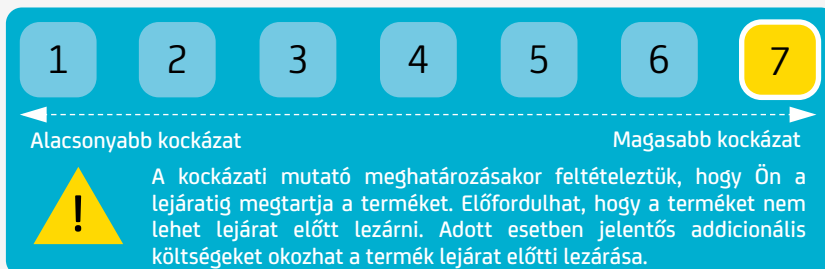 1 2 3 4 5 6 7
Alacsonyabb kockázat Magasabb kockázat
! A kockázati mutató meghatározásakor feltételeztük, hogy Ön a
lejáratig megtartja a terméket. Előfordulhat, hogy a terméket nem
lehet lejárat előtt lezárni. Adott esetben jelentős addicionális
költségeket okozhat a termék lejárat előtti lezárása.